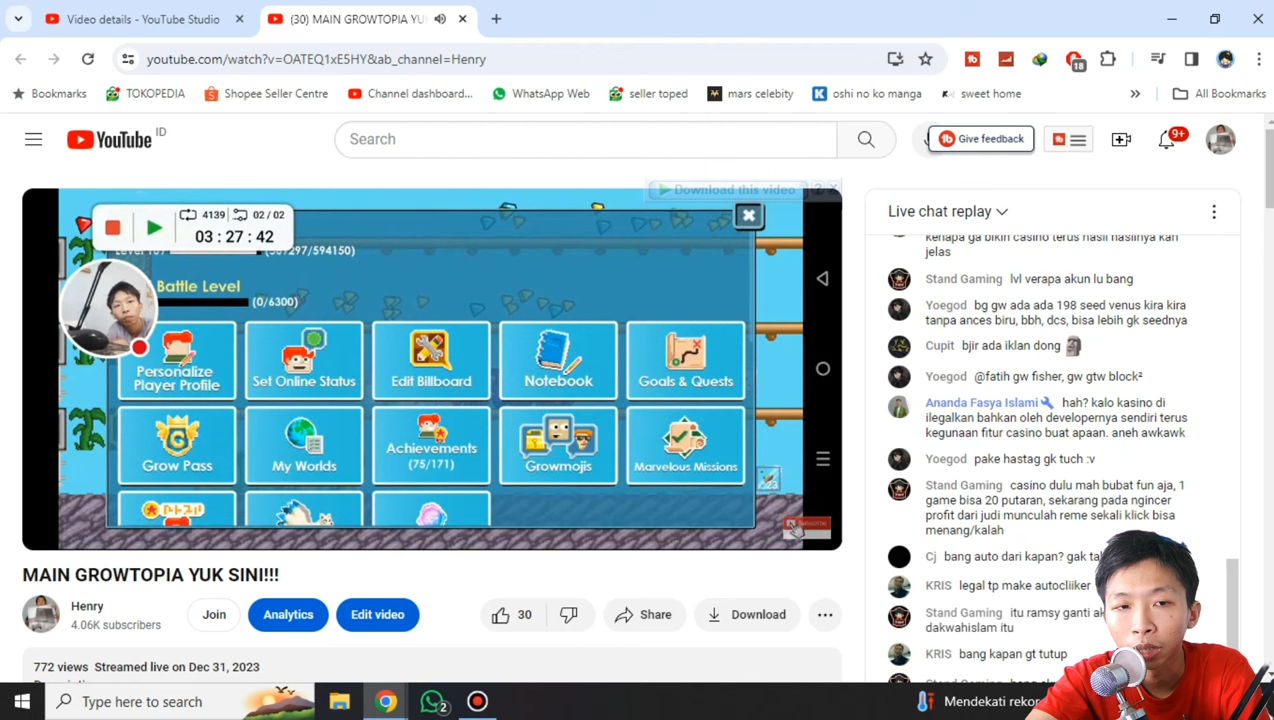 Video details - YouTube Studio
(30) MAIN GROWTOPIA YU
youtube.com/watch?v=OATEQ1xE5HY&ab_channel=Henry
18
Bookmarks
TOKOPEDIA
Shopee Seller Centre
Channel dashboard...
WhatsApp Web
seller toped
mars celebity
oshi no ko manga
sweet home
All Bookmarks
YouTube ID
Search
Give feedback
9+
Download this video
4139
02 / 02
03 : 27 : 42
/594150)
Battle Level
(0/6300)
Personalize
Player Profile
Set Online Status
Edit Billboard
Notebook
Goals & Quests
Grow Pass
My Worlds
Achievements
(75/171)
Growmojis
Marvelous Missions
MAIN GROWTOPIA YUK SINI!!!
Henry
4.06K subscribers
Join
Analytics
Edit video
30
Share
Download
772 views Streamed live on Dec 31, 2023
Live chat replay
kenapa ga bikin casino terus hasil hasilnya kan
jelas
Stand Gaming lvl verapa akun lu bang
Yoegod bg gw ada ada 198 seed venus kira kira
tanpa ances biru, bbh, dcs, bisa lebih gk seednya
Cupit bjir ada iklan dong
Yoegod @fatih gw fisher, gw gtw block²
Ananda Fasya Islami hah? kalo kasino di
ilegalkan bahkan oleh developernya sendiri terus
kegunaan fitur casino buat apaan. aneh awkawk
Yoegod pake hastag gk tuch :v
Stand Gaming casino dulu mah bubat fun aja, 1
game bisa 20 putaran, sekarang pada ngincer
profit dari judi munculah reme sekali klick bisa
menang/kalah
Cj bang auto dari kapan? gak
KRIS legal tp make autocliiker
Stand Gaming itu ramsy ganti
dakwahislam itu
KRIS bang kapan gt tutup
Type here to search
2
Mendekati rekor